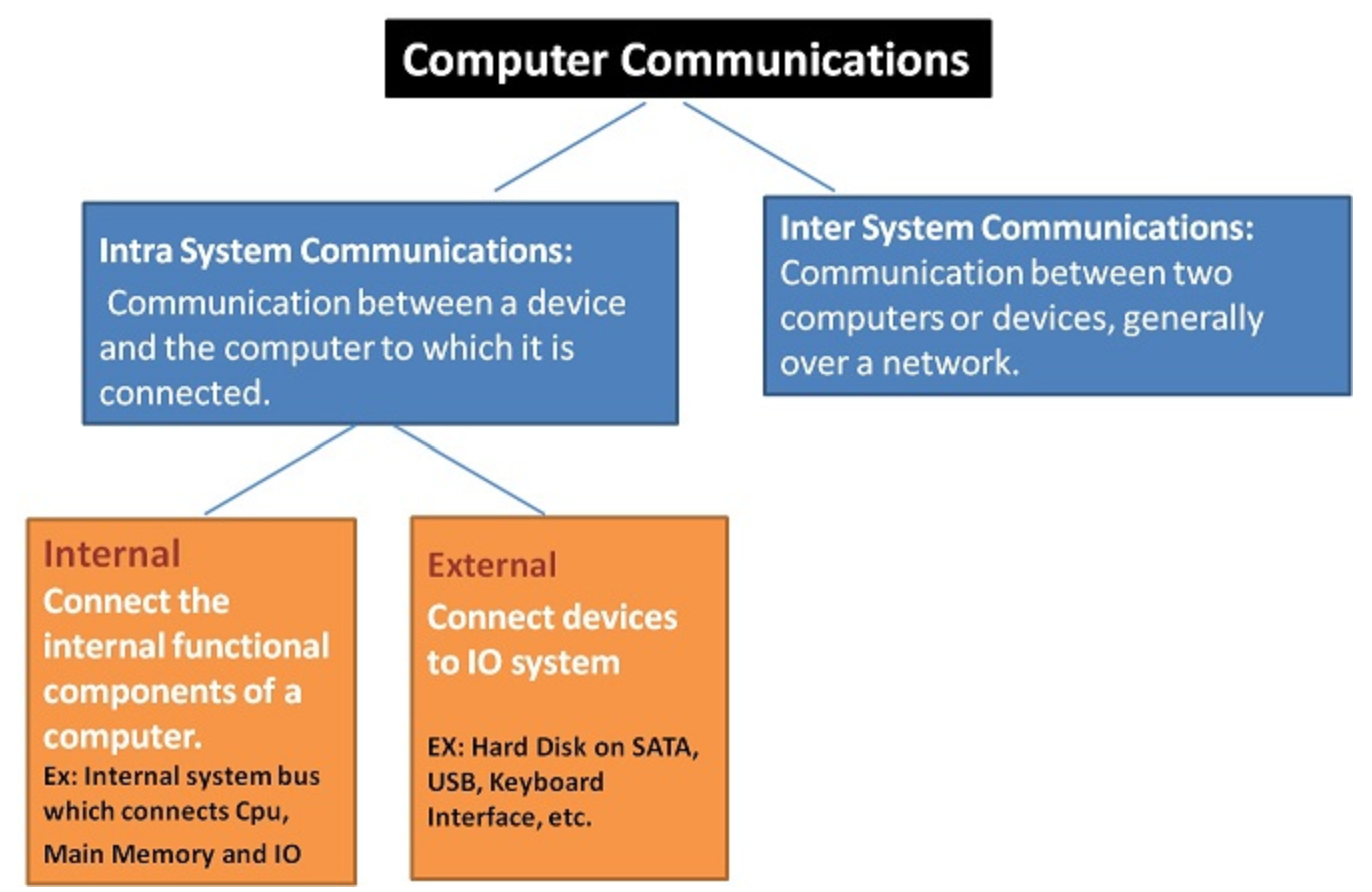 Computer Communications
Intra System Communications:
Communication between a device
and the computer to which it is
connected.
Inter System Communications:
Communication between two
computers or devices, generally
over a network.
Internal
Connect the
internal functional
components of a
computer.
Ex: Internal system bus
which connects Cpu,
Main Memory and IO
External
Connect devices
to IO system
EX: Hard Disk on SATA,
USB, Keyboard
Interface, etc.